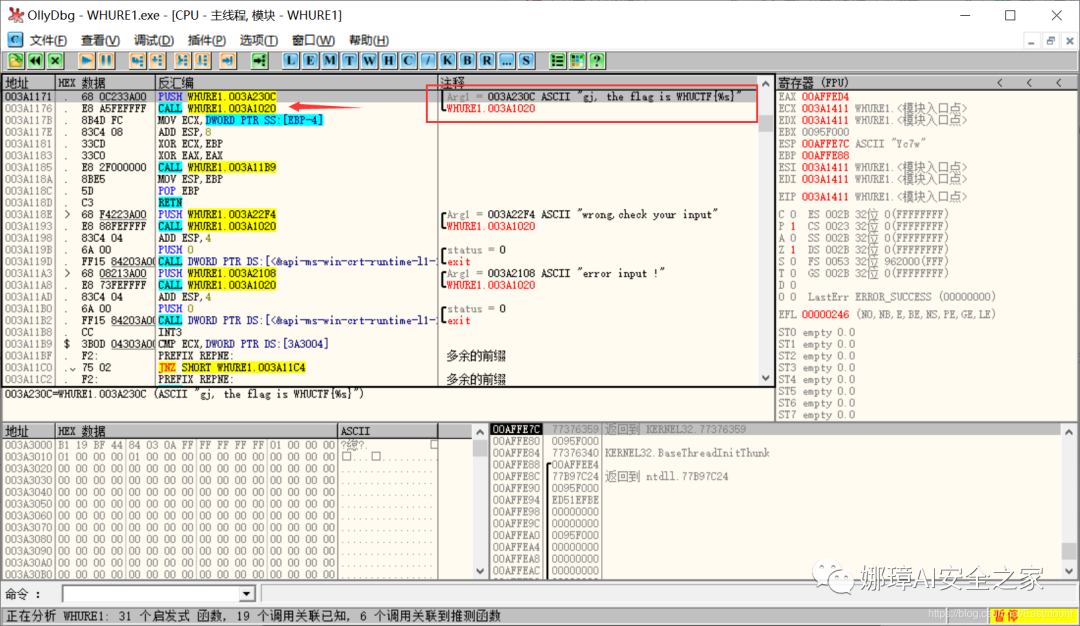 OllyDbg - WHURE1.exe - [CPU - 主线程, 模块 - WHURE1]
文件(F) 查看(V) 调试(D) 插件(P) 选项(T) 窗口(W) 帮助(H)
L E M T W H C / K B R ... S ?
地址 HEX 数据 反汇编 注释
003A1171 . 68 0C233A00 PUSH WHURE1.003A230C Arg1 = 003A230C ASCII "gj, the flag is WHUCTF{%s}"
003A1176 . E8 A5FEFFFF CALL WHURE1.003A1020 WHURE1.003A1020
003A117B . 8B4D FC MOV ECX,DWORD PTR SS:[EBP-4]
003A117E . 83C4 08 ADD ESP,8
003A1181 . 33CD XOR ECX,EBP
003A1183 . 33C0 XOR EAX,EAX
003A1185 . E8 2F000000 CALL WHURE1.003A11B9
003A118A . 8BE5 MOV ESP,EBP
003A118C . 5D POP EBP
003A118D . C3 RETN
003A118E > 68 F4223A00 PUSH WHURE1.003A22F4 Arg1 = 003A22F4 ASCII "wrong,check your input"
003A1193 . E8 88FEFFFF CALL WHURE1.003A1020 WHURE1.003A1020
003A1198 . 83C4 04 ADD ESP,4
003A119B . 6A 00 PUSH 0 status = 0
003A119D . FF15 84203A00 CALL DWORD PTR DS:[<&api-ms-win-crt-runtime-l1- exit
003A11A3 > 68 08213A00 PUSH WHURE1.003A2108 Arg1 = 003A2108 ASCII "error input !"
003A11A8 . E8 73FEFFFF CALL WHURE1.003A1020 WHURE1.003A1020
003A11AD . 83C4 04 ADD ESP,4
003A11B0 . 6A 00 PUSH 0 status = 0
003A11B2 . FF15 84203A00 CALL DWORD PTR DS:[<&api-ms-win-crt-runtime-l1- exit
003A11B8 CC INT3
003A11B9 $ 3B0D 04303A00 CMP ECX,DWORD PTR DS:[3A3004]
003A11BF . F2: PREFIX REPNE: 多余的前缀
003A11C0 . 75 02 JNZ SHORT WHURE1.003A11C4
003A11C2 . F2: PREFIX REPNE: 多余的前缀
003A230C=WHURE1.003A230C (ASCII "gj, the flag is WHUCTF{%s}")
寄存器 (FPU) < < <
EAX 00AFFED4
ECX 003A1411 WHURE1.<模块入口点>
EDX 003A1411 WHURE1.<模块入口点>
EBX 0095F000
ESP 00AFFE7C ASCII "Yc7w"
EBP 00AFFE88
ESI 003A1411 WHURE1.<模块入口点>
EDI 003A1411 WHURE1.<模块入口点>
EIP 003A1411 WHURE1.<模块入口点>
C 0 ES 002B 32位 0(FFFFFFFF)
P 1 CS 0023 32位 0(FFFFFFFF)
A 0 SS 002B 32位 0(FFFFFFFF)
Z 1 DS 002B 32位 0(FFFFFFFF)
S 0 FS 0053 32位 962000(FFF)
T 0 GS 002B 32位 0(FFFFFFFF)
D 0
O 0 LastErr ERROR_SUCCESS (00000000)
EFL 00000246 (NO,NB,E,BE,NS,PE,GE,LE)
ST0 empty 0.0
ST1 empty 0.0
ST2 empty 0.0
ST3 empty 0.0
ST4 empty 0.0
ST5 empty 0.0
ST6 empty 0.0
ST7 empty 0.0
地址 HEX 数据 ASCII
003A3000 B1 19 BF 44 84 03 0A FF FF FF FF FF 01 00 00 00
003A3010 01 00 00 00 01 00 00 00 00 00 00 00 00 00 00 00
003A3020 00 00 00 00 00 00 00 00 00 00 00 00 00 00 00 00
003A3030 00 00 00 00 00 00 00 00 00 00 00 00 00 00 00 00
003A3040 00 00 00 00 00 00 00 00 00 00 00 00 00 00 00 00
003A3050 00 00 00 00 00 00 00 00 00 00 00 00 00 00 00 00
003A3060 00 00 00 00 00 00 00 00 00 00 00 00 00 00 00 00
003A3070 00 00 00 00 00 00 00 00 00 00 00 00 00 00 00 00
003A3080 00 00 00 00 00 00 00 00 00 00 00 00 00 00 00 00
003A3090 00 00 00 00 00 00 00 00 00 00 00 00 00 00 00 00
003A30A0 00 00 00 00 00 00 00 00 00 00 00 00 00 00 00 00
003A30B0 00 00 00 00 00 00 00 00 00 00 00 00 00 00 00 00
00AFFE7C 77376359 返回到 KERNEL32.77376359
00AFFE80 0095F000
00AFFE84 77376340 KERNEL32.BaseThreadInitThunk
00AFFE88 00AFFEE4
00AFFE8C 77B97C24 返回到 ntdll.77B97C24
00AFFE90 0095F000
00AFFE94 ED51EFBE
00AFFE98 00000000
00AFFE9C 00000000
00AFFEA0 0095F000
00AFFEA4 00000000
00AFFEA8 00000000
00AFFEAC 00000000
命令 :
娜璋AI安全之家
正在分析 WHURE1: 31 个启发式 函数, 19 个调用关联已知, 6 个调用关联到推测函数
暂停